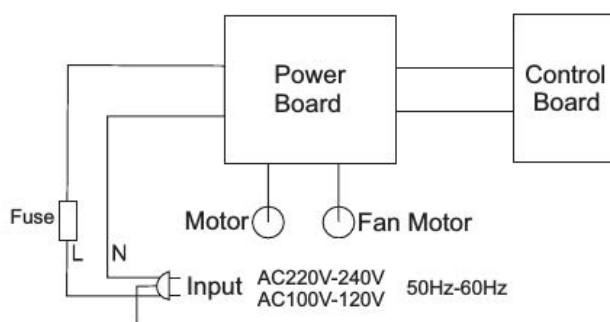 Power
Board
Control
Board
Fuse
L
N
Motor
Fan Motor
Input
AC220V-240V
AC100V-120V
50Hz-60Hz